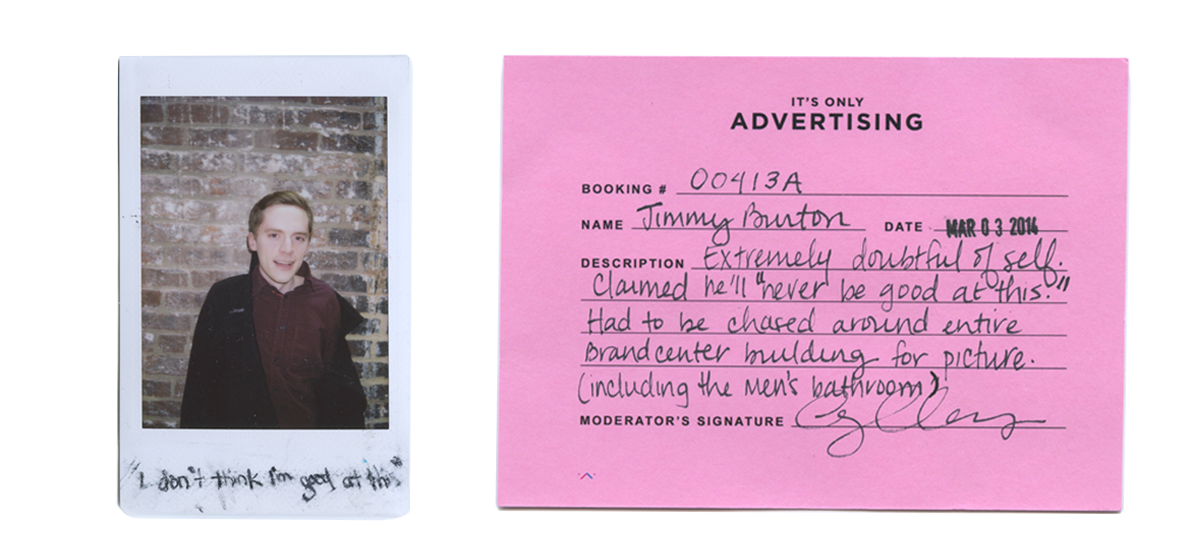 "I don't think I'm good at this"
IT'S ONLY
ADVERTISING
BOOKING # 00413A
NAME Jimmy Burton DATE MAR 03 2014
DESCRIPTION Extremely doubtful of self.
Claimed he'll "never be good at this."
Had to be chased around entire
Brandcenter building for picture.
(including the Men's bathroom)
MODERATOR'S SIGNATURE